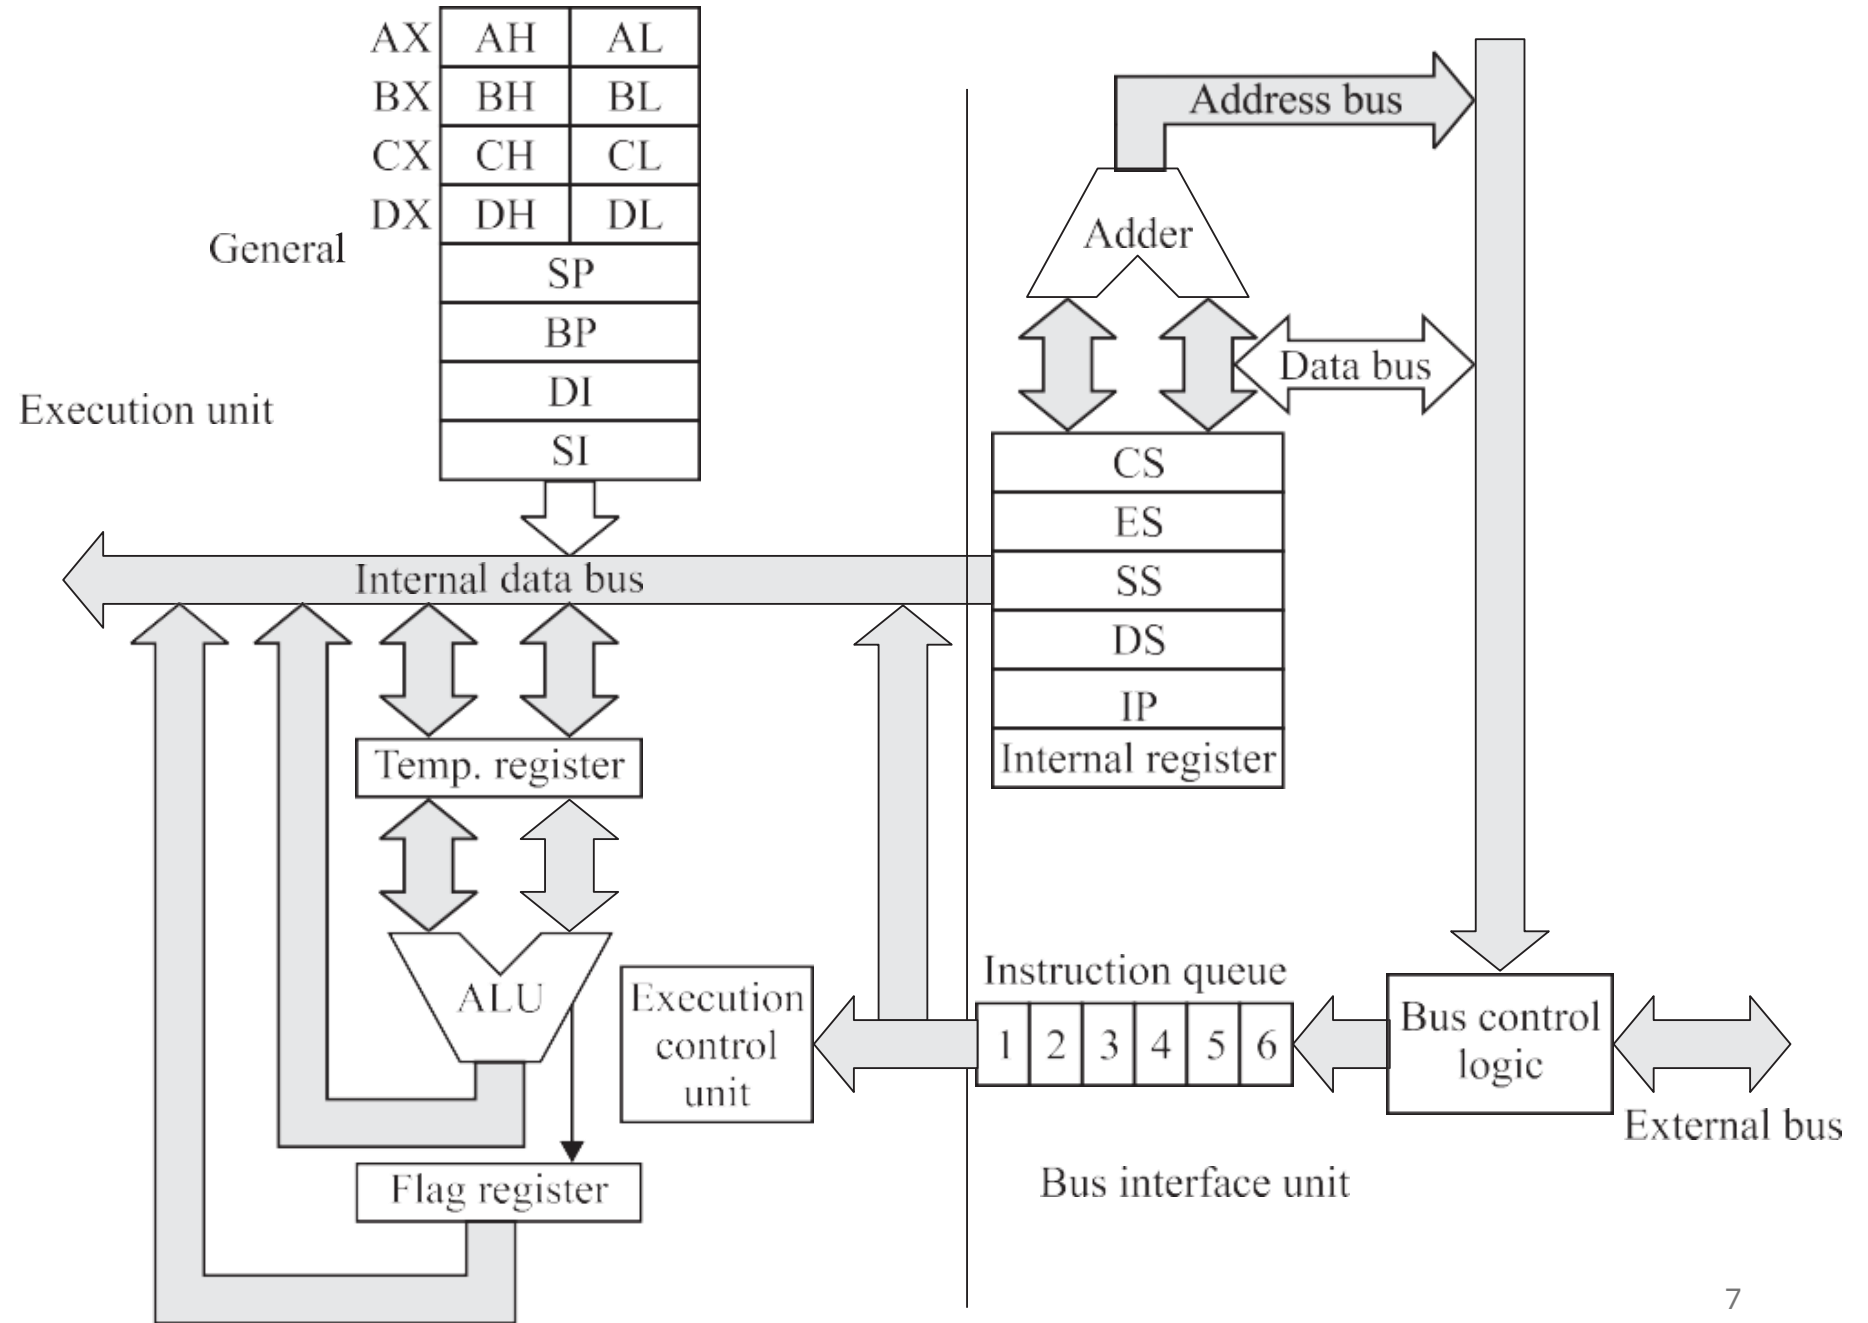 AX AH AL
BX BH BL
CX CH CL
DX DH DL
General
SP
BP
DI
SI
Execution unit
Internal data bus
Temp. register
ALU
Execution
control
unit
Flag register
Address bus
Adder
Data bus
CS
ES
SS
DS
IP
Internal register
Instruction queue
1 2 3 4 5 6
Bus control
logic
External bus
Bus interface unit
7